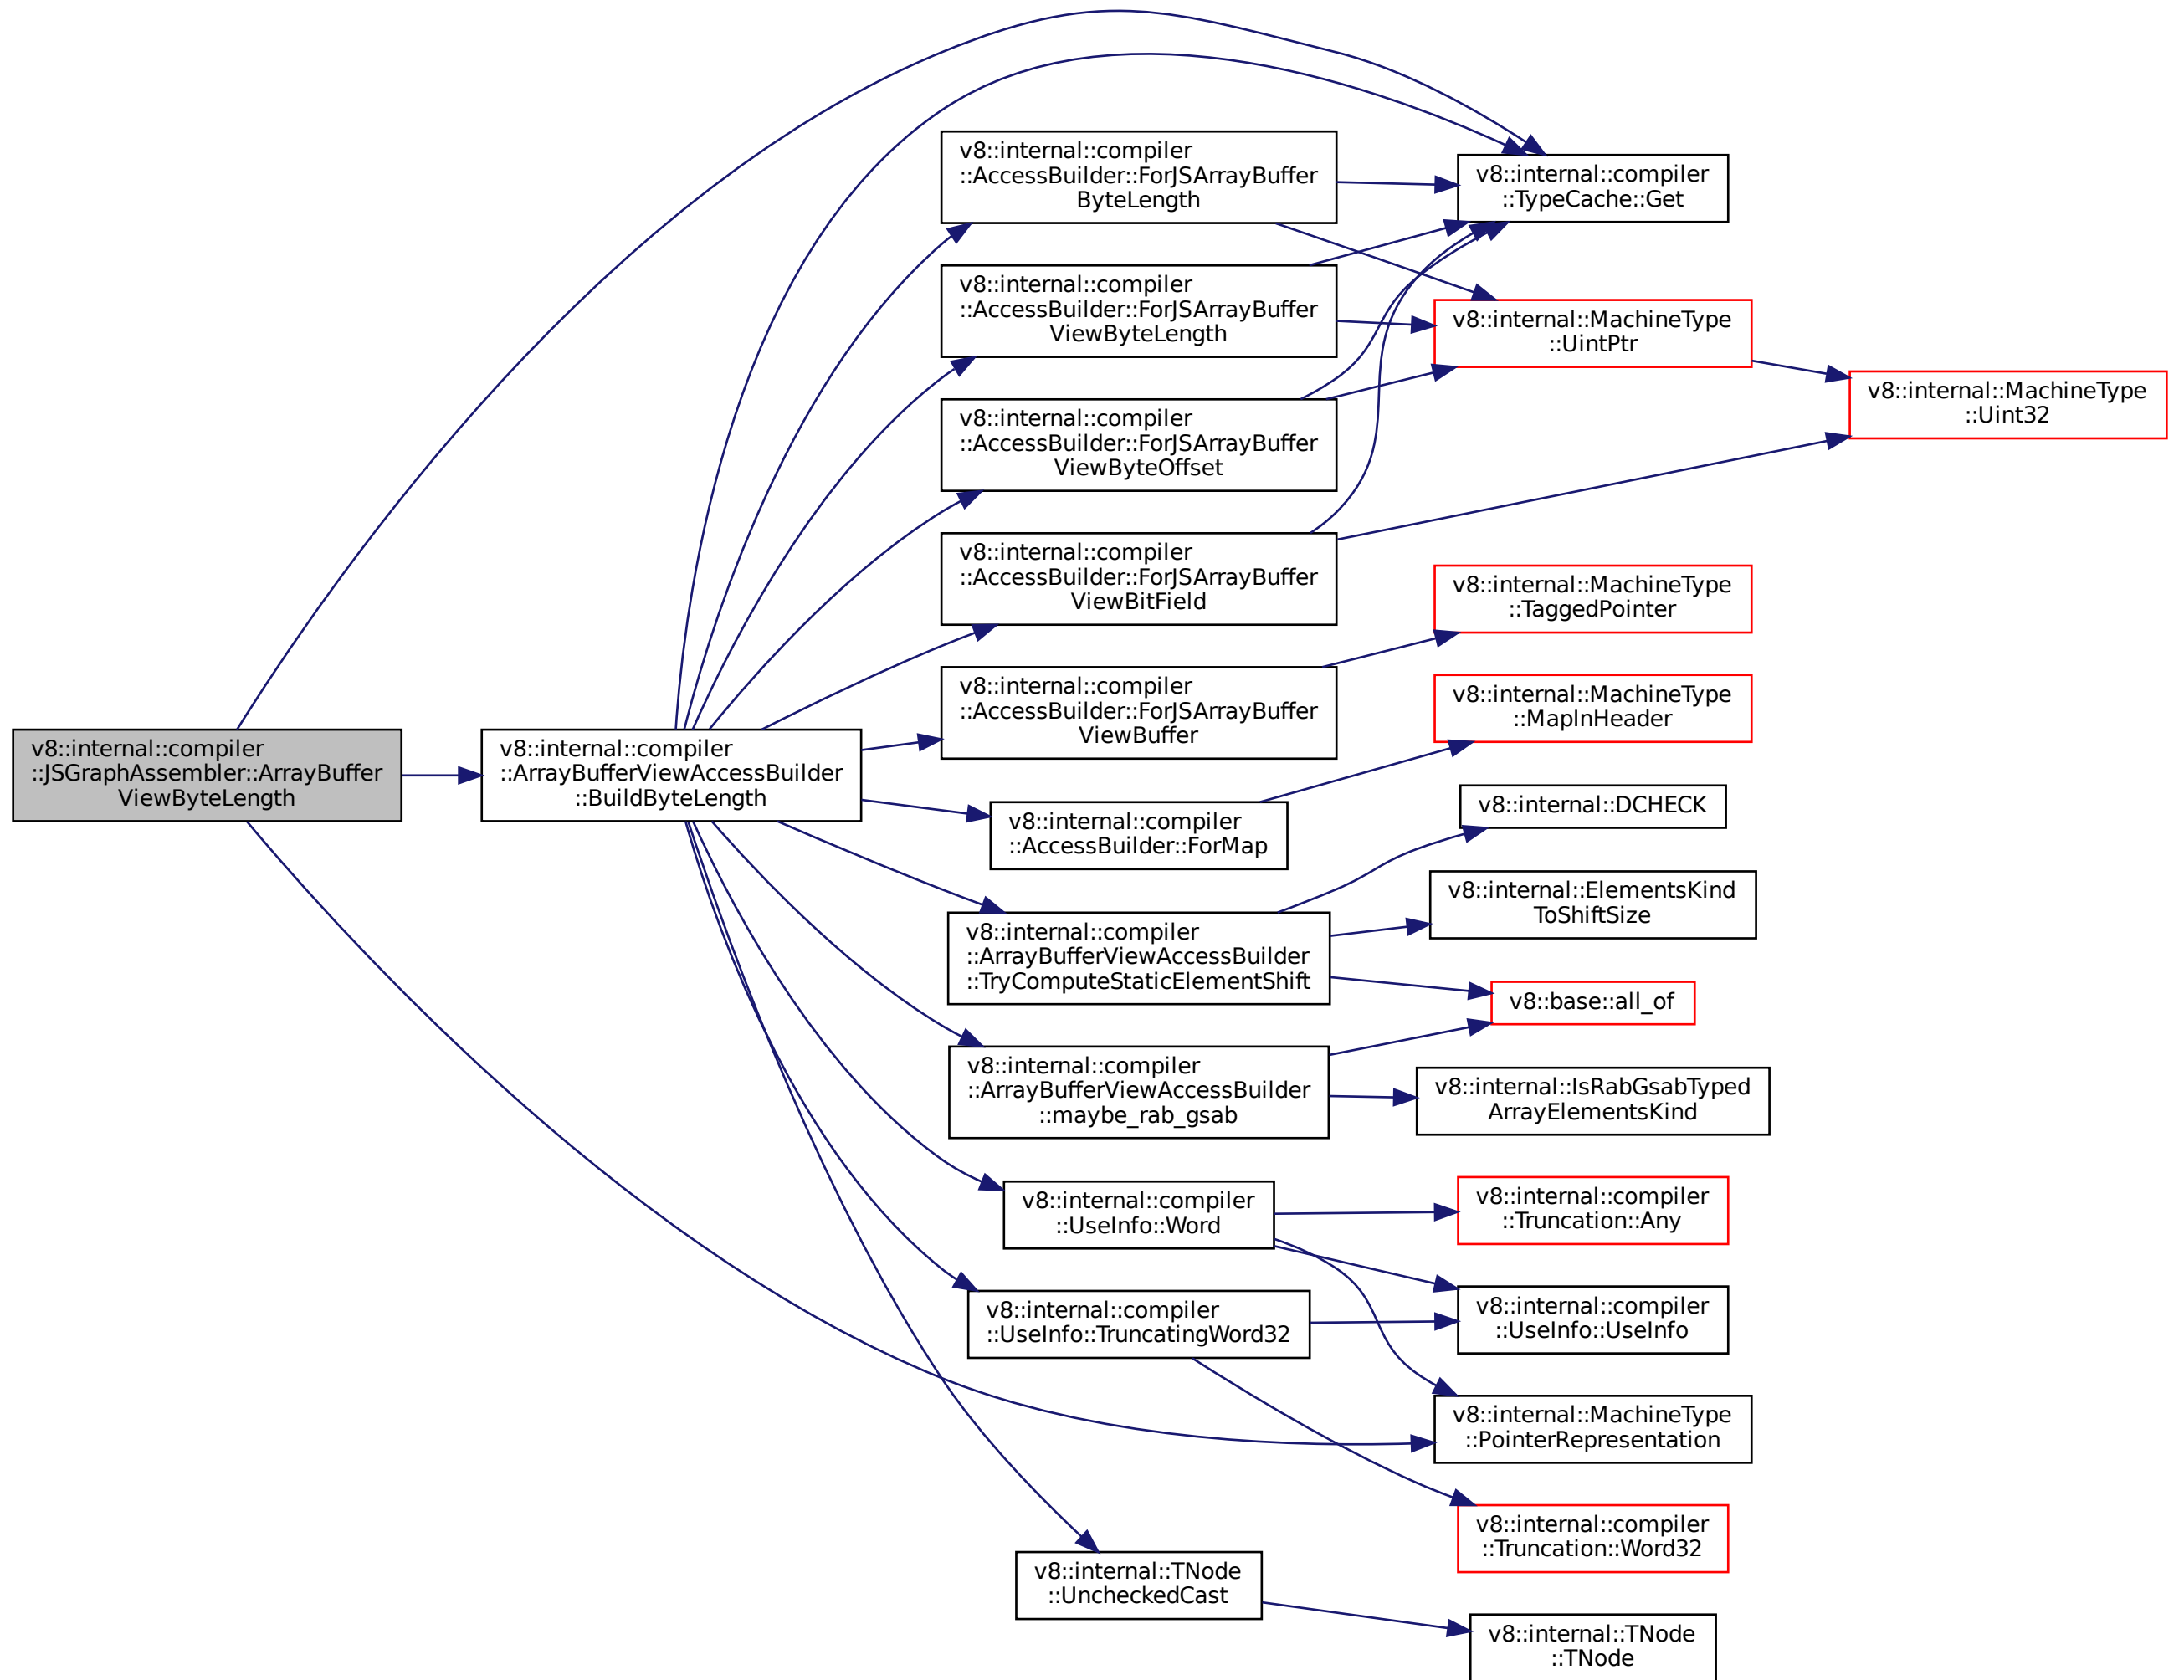 v8::internal::compiler
::JSGraphAssembler::ArrayBuffer
ViewByteLength
v8::internal::compiler
::ArrayBufferViewAccessBuilder
::BuildByteLength
v8::internal::compiler
::AccessBuilder::ForJSArrayBuffer
ByteLength
v8::internal::compiler
::AccessBuilder::ForJSArrayBuffer
ViewByteLength
v8::internal::compiler
::AccessBuilder::ForJSArrayBuffer
ViewByteOffset
v8::internal::compiler
::AccessBuilder::ForJSArrayBuffer
ViewBitField
v8::internal::compiler
::AccessBuilder::ForJSArrayBuffer
ViewBuffer
v8::internal::compiler
::AccessBuilder::ForMap
v8::internal::compiler
::ArrayBufferViewAccessBuilder
::TryComputeStaticElementShift
v8::internal::compiler
::ArrayBufferViewAccessBuilder
::maybe_rab_gsab
v8::internal::compiler
::UseInfo::Word
v8::internal::compiler
::UseInfo::TruncatingWord32
v8::internal::TNode
::UncheckedCast
v8::internal::compiler
::TypeCache::Get
v8::internal::MachineType
::UintPtr
v8::internal::MachineType
::Uint32
v8::internal::MachineType
::TaggedPointer
v8::internal::MachineType
::MapInHeader
v8::internal::DCHECK
v8::internal::ElementsKind
ToShiftSize
v8::base::all_of
v8::internal::IsRabGsabTyped
ArrayElementsKind
v8::internal::compiler
::Truncation::Any
v8::internal::compiler
::UseInfo::UseInfo
v8::internal::MachineType
::PointerRepresentation
v8::internal::compiler
::Truncation::Word32
v8::internal::TNode
::TNode